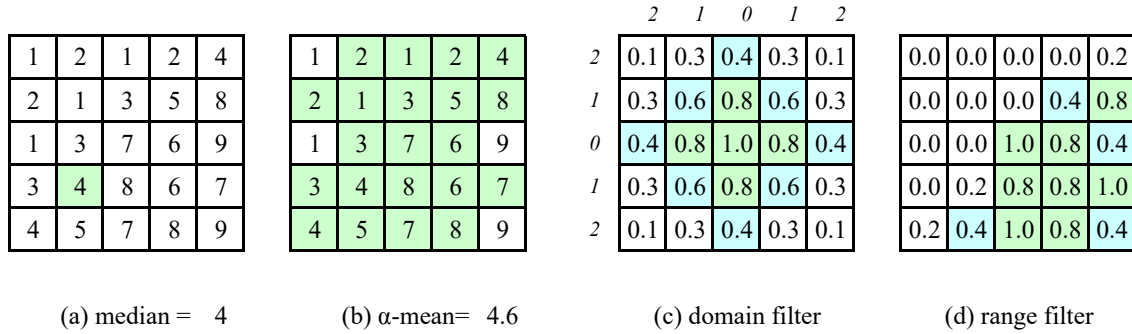 2 1 0 1 2
1 2 1 2 4 1 2 1 2 4 2 0.1 0.3 0.4 0.3 0.1 0.0 0.0 0.0 0.0 0.2
2 1 3 5 8 2 1 3 5 8 1 0.3 0.6 0.8 0.6 0.3 0.0 0.0 0.0 0.4 0.8
1 3 7 6 9 1 3 7 6 9 0 0.4 0.8 1.0 0.8 0.4 0.0 0.0 1.0 0.8 0.4
3 4 8 6 7 3 4 8 6 7 1 0.3 0.6 0.8 0.6 0.3 0.0 0.2 0.8 0.8 1.0
4 5 7 8 9 4 5 7 8 9 2 0.1 0.3 0.4 0.3 0.1 0.2 0.4 1.0 0.8 0.4
(a) median = 4 (b) α-mean= 4.6 (c) domain filter (d) range filter